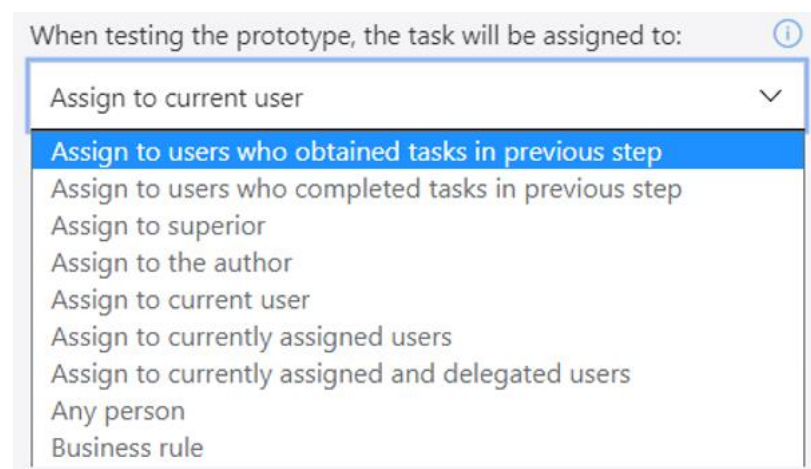 When testing the prototype, the task will be assigned to:
Assign to current user
Assign to users who obtained tasks in previous step
Assign to users who completed tasks in previous step
Assign to superior
Assign to the author
Assign to current user
Assign to currently assigned users
Assign to currently assigned and delegated users
Any person
Business rule